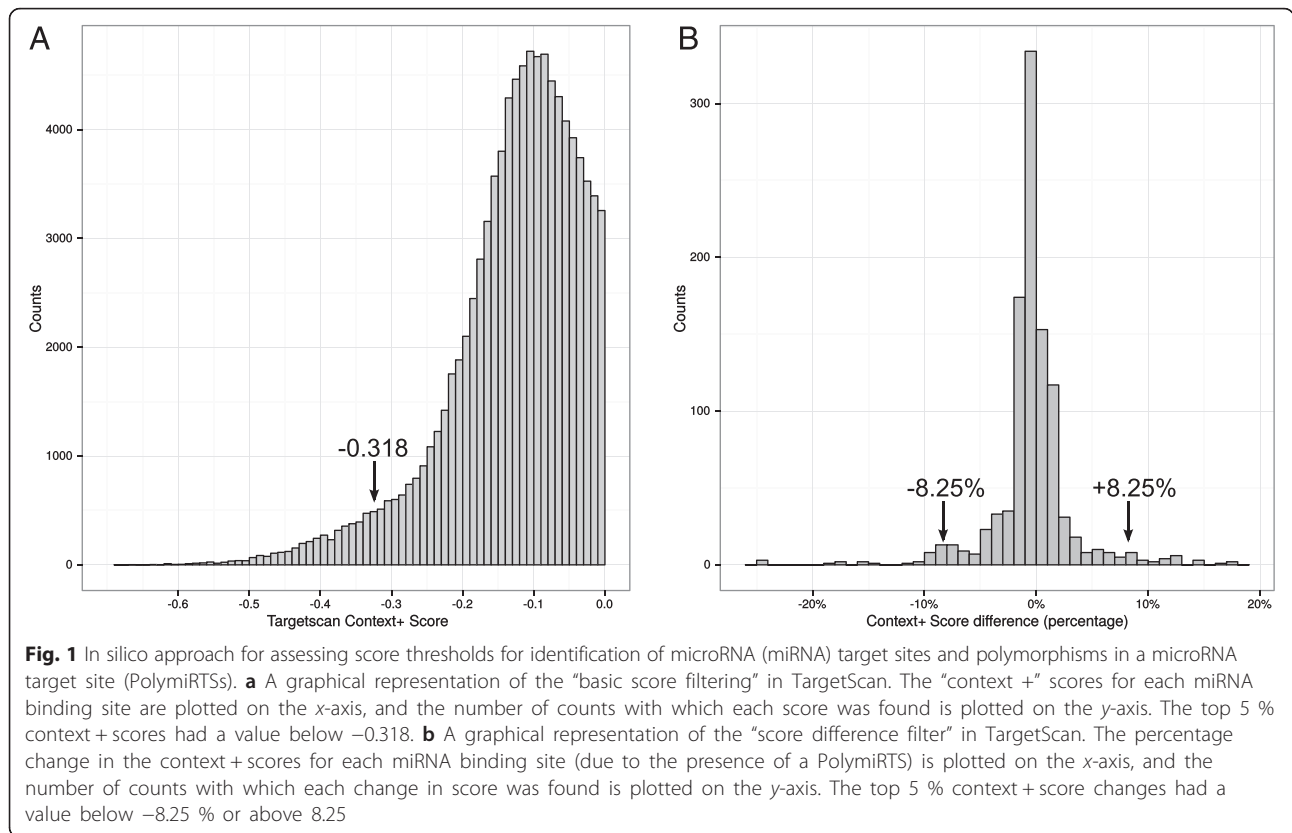 A
Counts
4000
3000
2000
1000
0
-0.318
-0.6 -0.5 -0.4 -0.3 -0.2 -0.1 0.0
Targetscan Context+ Score
B
Counts
300
200
100
0
-8.25% +8.25%
-20% -10% 0% 10% 20%
Context+ Score difference (percentage)
Fig. 1 In silico approach for assessing score thresholds for identification of microRNA (miRNA) target sites and polymorphisms in a microRNA
target site (PolymiRTSs). a A graphical representation of the “basic score filtering” in TargetScan. The “context +” scores for each miRNA
binding site are plotted on the x-axis, and the number of counts with which each score was found is plotted on the y-axis. The top 5 %
context + scores had a value below −0.318. b A graphical representation of the “score difference filter” in TargetScan. The percentage
change in the context + scores for each miRNA binding site (due to the presence of a PolymiRTS) is plotted on the x-axis, and the
number of counts with which each change in score was found is plotted on the y-axis. The top 5 % context + score changes had a
value below −8.25 % or above 8.25